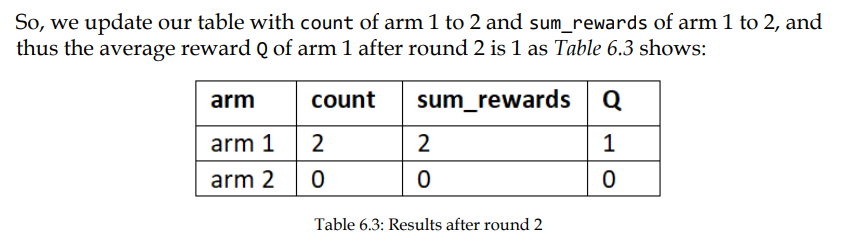 So, we update our table with count of arm 1 to 2 and sum_rewards of arm 1 to 2, and
thus the average reward Q of arm 1 after round 2 is 1 as Table 6.3 shows:
arm count sum_rewards Q
arm 1 2 2 1
arm 2 0 0 0
Table 6.3: Results after round 2